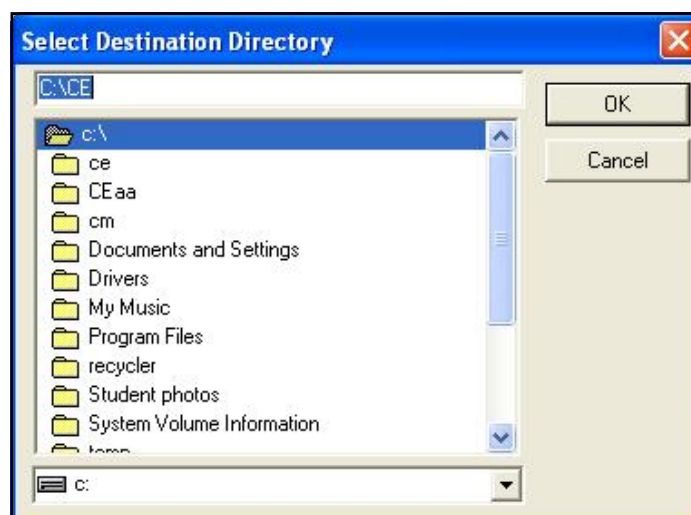 Select Destination Directory
C:\CE
OK
Cancel
c:\
ce
CEaa
cm
Documents and Settings
Drivers
My Music
Program Files
recycler
Student photos
System Volume Information
temp
c: